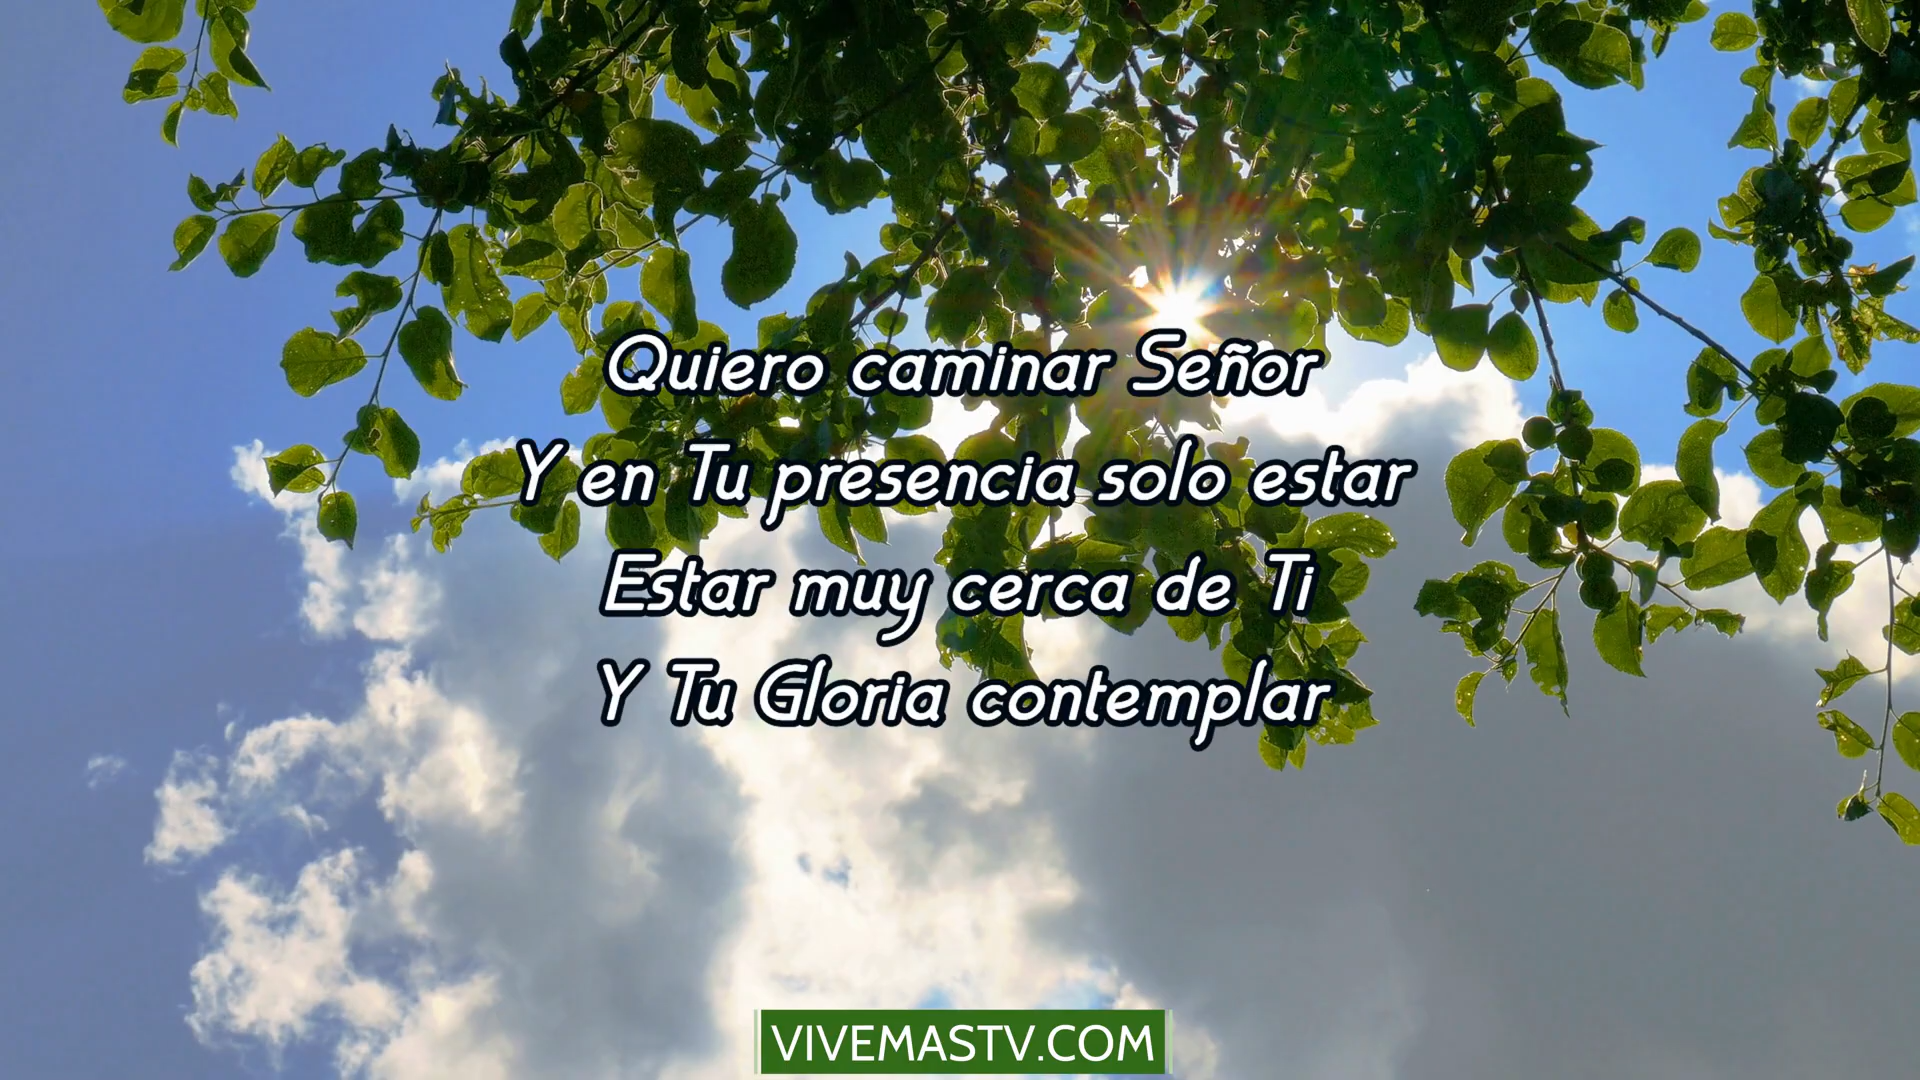 Quiero caminar Señor
Y en Tu presencia solo estar
Estar muy cerca de Ti
Y Tu Gloria contemplar
VIVEMASTV.COM